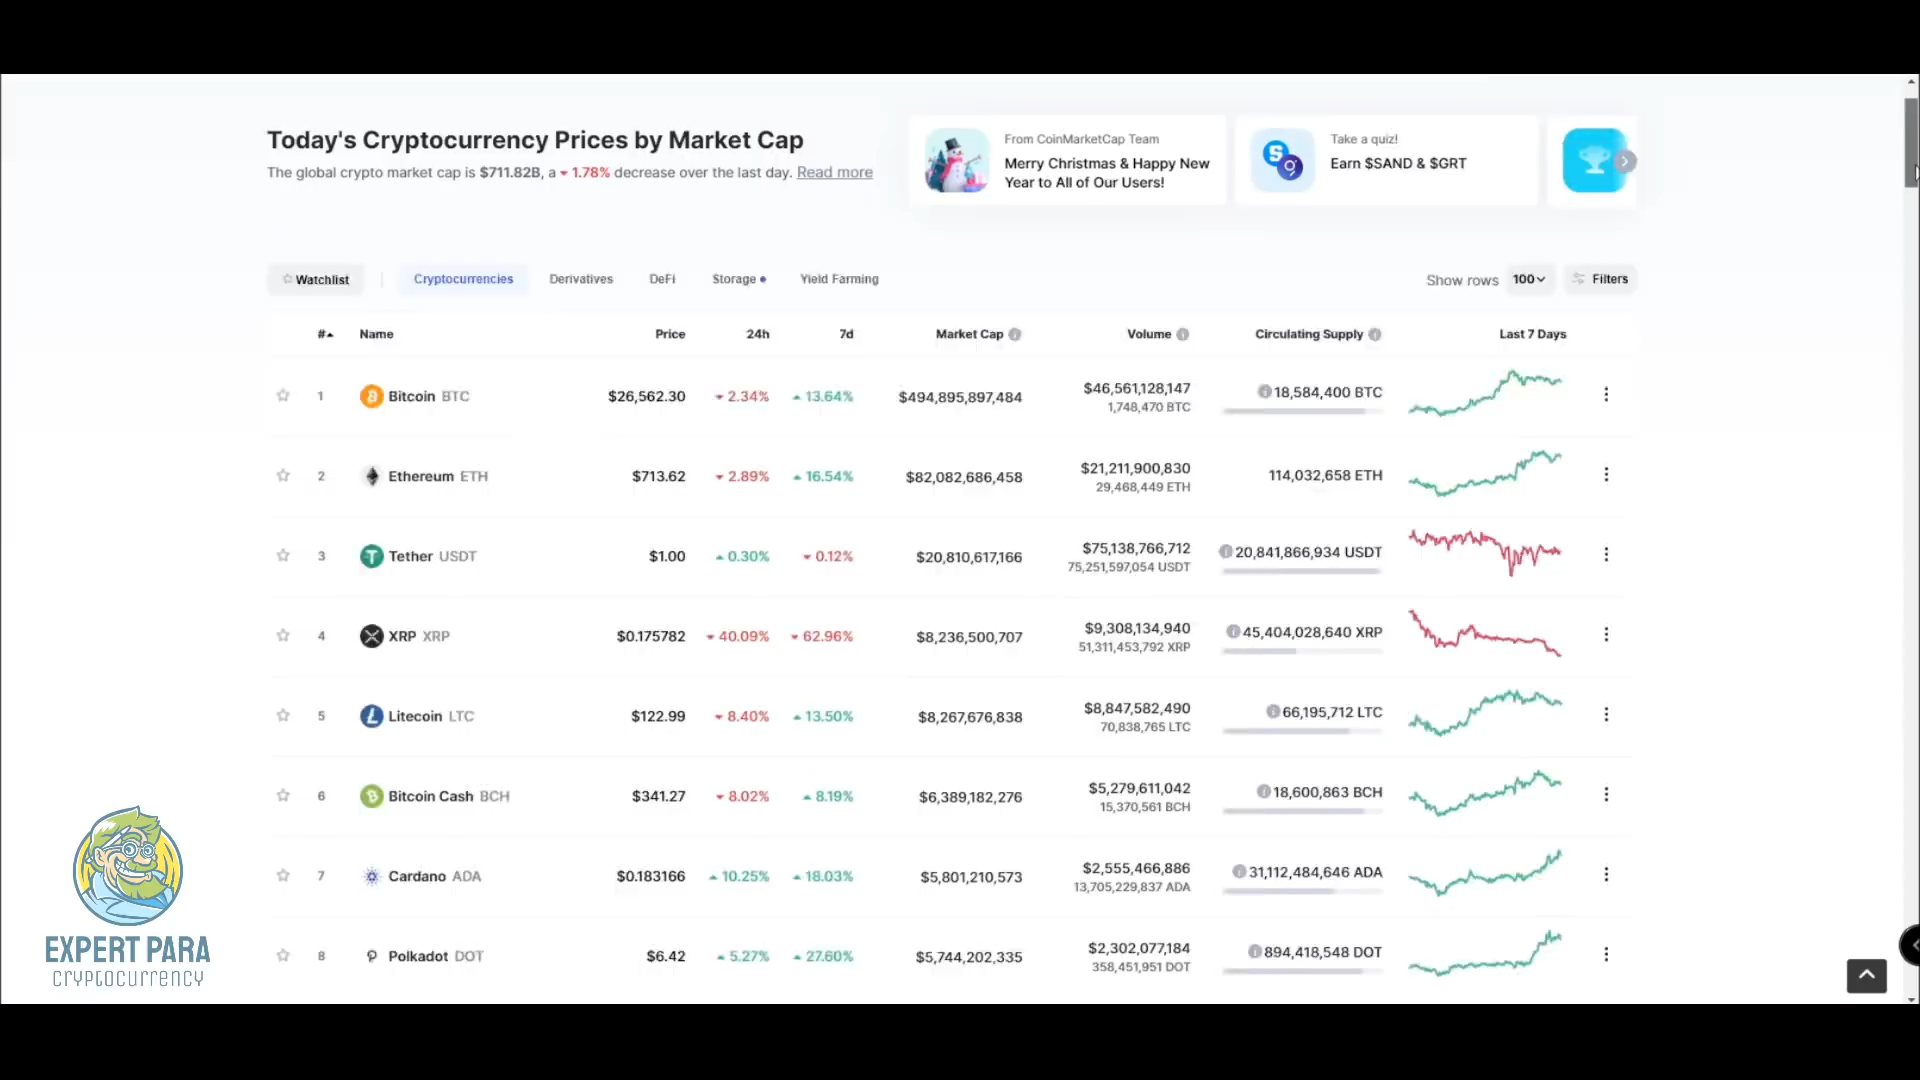 Today's Cryptocurrency Prices by Market Cap
The global crypto market cap is $711.82B, a 1.78% decrease over the last day. Read more
From CoinMarketCap Team
Merry Christmas & Happy New
Year to All of Our Users!
Take a quiz!
Earn $SAND & $GRT
Watchlist Cryptocurrencies Derivatives DeFi Storage Yield Farming Show rows 100 Filters
# Name Price 24h 7d Market Cap Volume Circulating Supply Last 7 Days
1 Bitcoin BTC $26,562.30 2.34% 13.64% $494,895,897,484 $46,561,128,147 18,584,400 BTC
1,748,470 BTC
2 Ethereum ETH $713.62 2.89% 16.54% $82,082,686,458 $21,211,900,830 114,032,658 ETH
29,468,449 ETH
3 Tether USDT $1.00 0.30% 0.12% $20,810,617,166 $75,138,766,712 20,841,866,934 USDT
75,251,597,054 USDT
4 XRP XRP $0.175782 40.09% 62.96% $8,236,500,707 $9,308,134,940 45,404,028,640 XRP
51,311,453,792 XRP
5 Litecoin LTC $122.99 8.40% 13.50% $8,267,676,838 $8,847,582,490 66,195,712 LTC
70,838,765 LTC
6 Bitcoin Cash BCH $341.27 8.02% 8.19% $6,389,182,276 $5,279,611,042 18,600,863 BCH
15,370,561 BCH
7 Cardano ADA $0.183166 10.25% 18.03% $5,801,210,573 $2,555,466,886 31,112,484,646 ADA
13,705,229,837 ADA
8 Polkadot DOT $6.42 5.27% 27.60% $5,744,202,335 $2,302,077,184 894,418,548 DOT
358,451,951 DOT
EXPERT PARA
CRYPTOCURRENCY